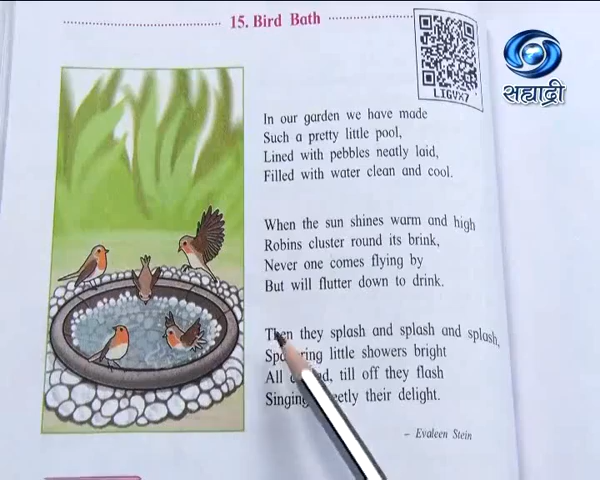 15. Bird Bath
LIGVX7
सह्याद्री
In our garden we have made
Such a pretty little pool,
Lined with pebbles neatly laid,
Filled with water clean and cool.
When the sun shines warm and high
Robins cluster round its brink,
Never one comes flying by
But will flutter down to drink.
Then they splash and splash and splash,
little showers bright
All till off they flash
Singing their delight.
– Evaleen Stein